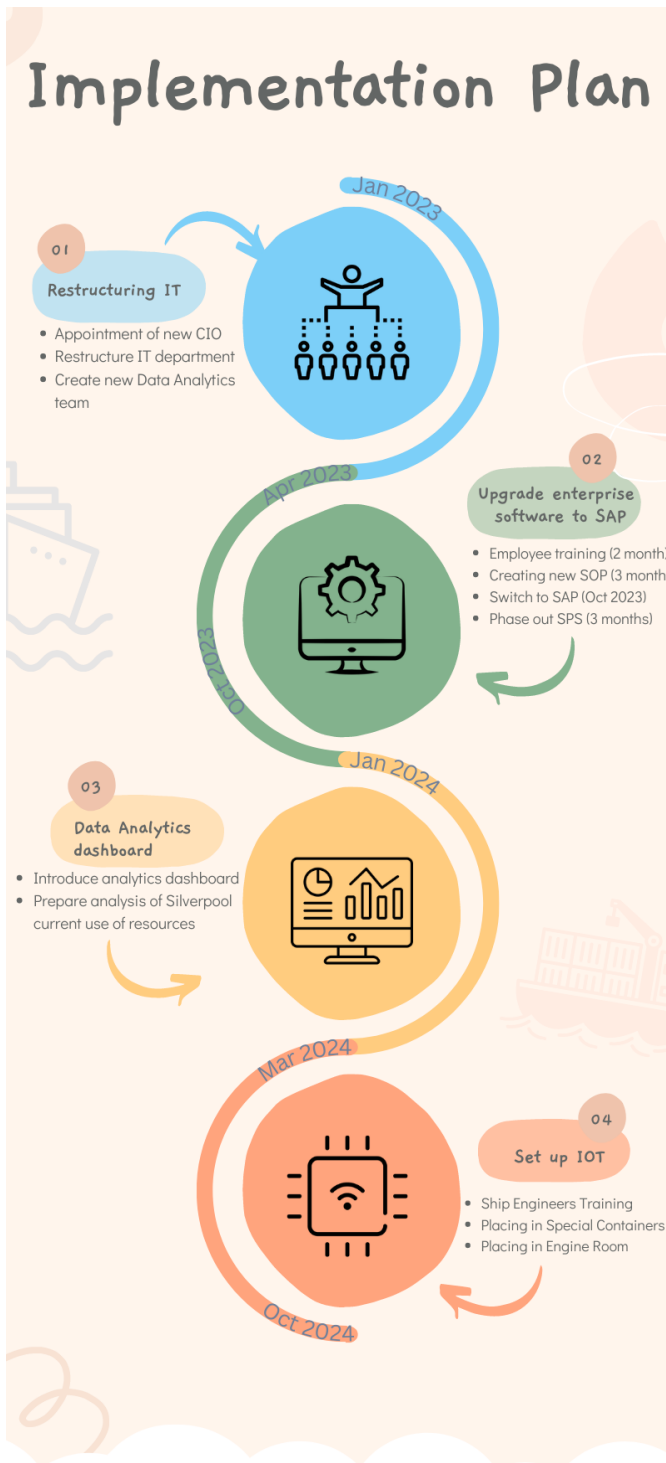 Implementation Plan
Jan 2023
01
Restructuring IT
• Appointment of new CIO
• Restructure IT department
• Create new Data Analytics
team
Apr 2023
02
Upgrade enterprise
software to SAP
• Employee training (2 month)
• Creating new SOP (3 month
• Switch to SAP (Oct 2023)
• Phase out SPS (3 months)
Oct 2023
Jan 2024
03
Data Analytics
dashboard
• Introduce analytics dashboard
• Prepare analysis of Silverpool
current use of resources
Mar 2024
04
Set up IOT
• Ship Engineers Training
• Placing in Special Containers
• Placing in Engine Room
Oct 2024